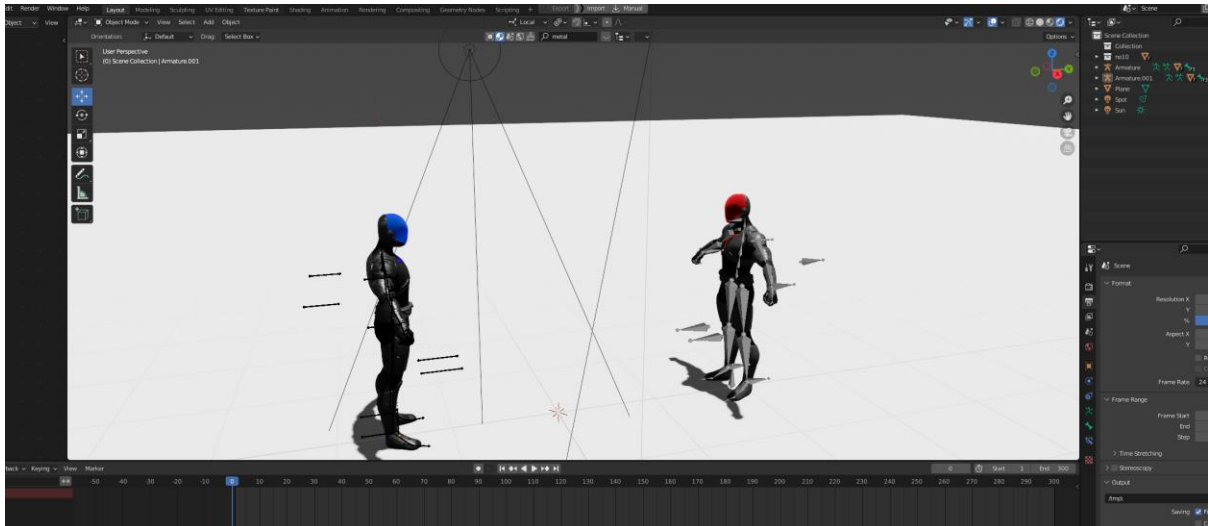 dit Render Window Help Layout Modeling Sculpting UV Editing Texture Paint Shading Animation Rendering Compositing Geometry Nodes Scripting + Export Import Manual Scene
Object View Object Mode View Select Add Object Local
Orientation: Default Drag: Select Box metal Options
User Perspective
(0) Scene Collection | Armature.001
Scene Collection
Collection
Armature
Armature.001
Plane
Spot
Sun
Scene
Format
Resolution X
Y
%
Aspect X
Y
Frame Rate 24
Frame Range
Frame Start
End
Step
Time Stretching
Stereoscopy
Output
/tmp\
Saving
back Keying View Marker 0 Start 1 End 300
-50 -40 -30 -20 -10 0 10 20 30 40 50 60 70 80 90 100 110 120 130 140 150 160 170 180 190 200 210 220 230 240 250 260 270 280 290 300